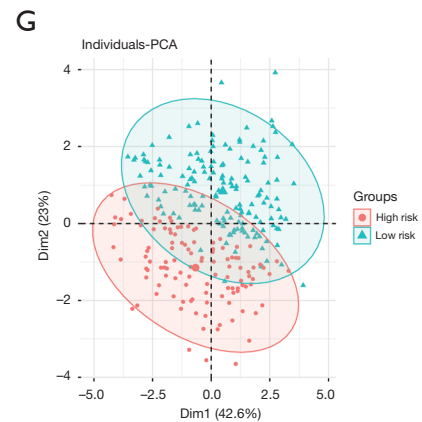 G
Individuals-PCA
4
2
0
−2
−4
Dim2 (23%)
−5.0 −2.5 0.0 2.5 5.0
Dim1 (42.6%)
Groups
High risk
Low risk